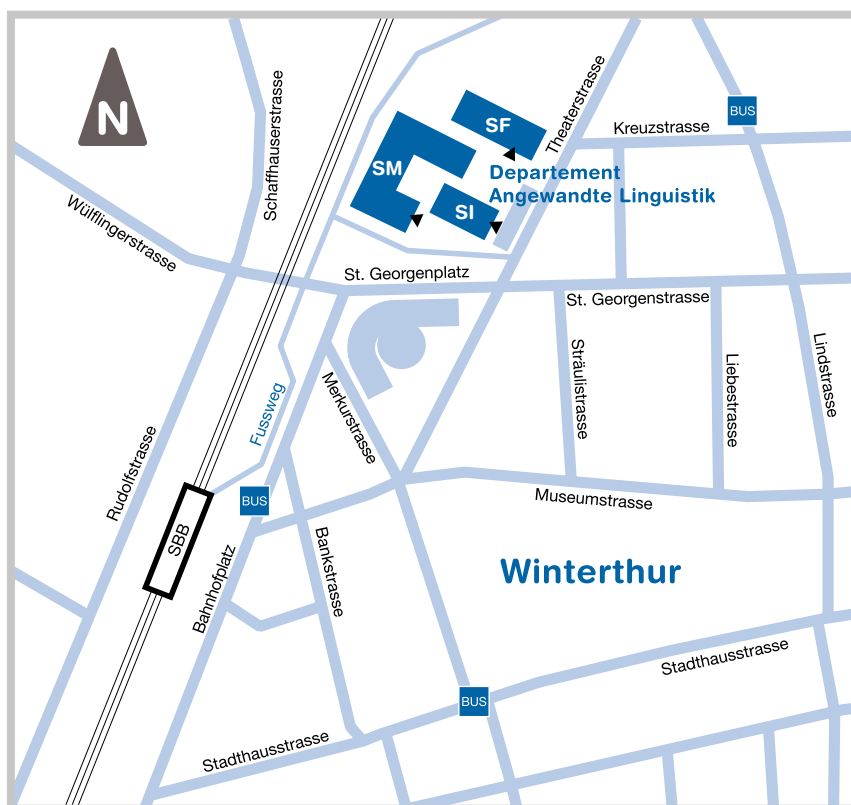 N
Schaffhauserstrasse
Theaterstrasse
BUS
SF
Kreuzstrasse
SM
Departement
Angewandte Linguistik
SI
Wülflingerstrasse
St. Georgenplatz
St. Georgenstrasse
Sträulistrasse
Liebestrasse
Lindstrasse
Merkurstrasse
Fussweg
Rudolfstrasse
BUS
Museumstrasse
SBB
Bankstrasse
Bahnhofplatz
Winterthur
Stadthausstrasse
BUS
Stadthausstrasse